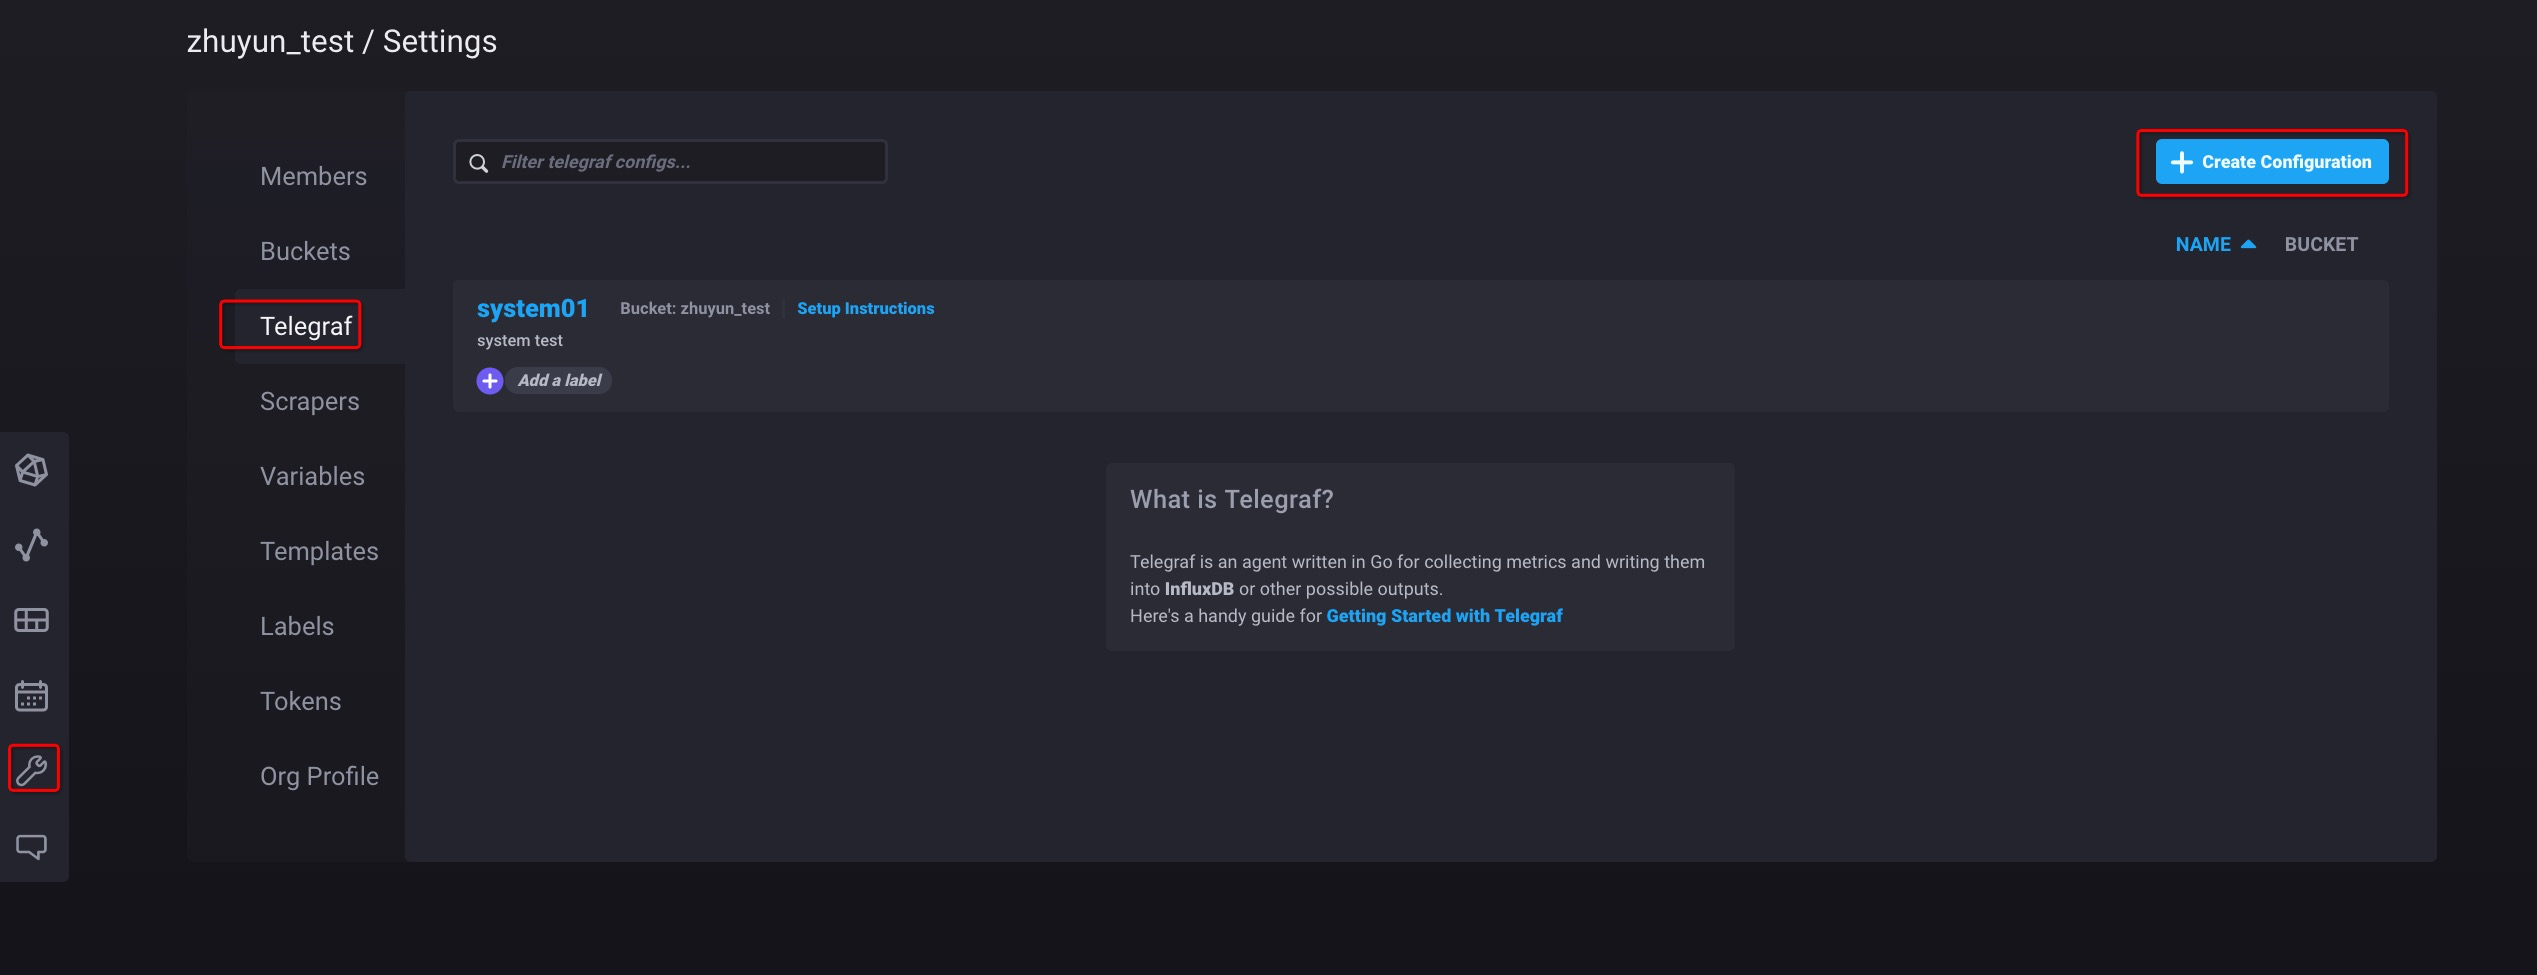 zhuyun_test / Settings
Members
Buckets
Telegraf
Scrapers
Variables
Templates
Labels
Tokens
Org Profile
Filter telegraf configs...
Create Configuration
NAME BUCKET
system01 Bucket: zhuyun_test Setup Instructions
system test
Add a label
What is Telegraf?
Telegraf is an agent written in Go for collecting metrics and writing them
into InfluxDB or other possible outputs.
Here's a handy guide for Getting Started with Telegraf